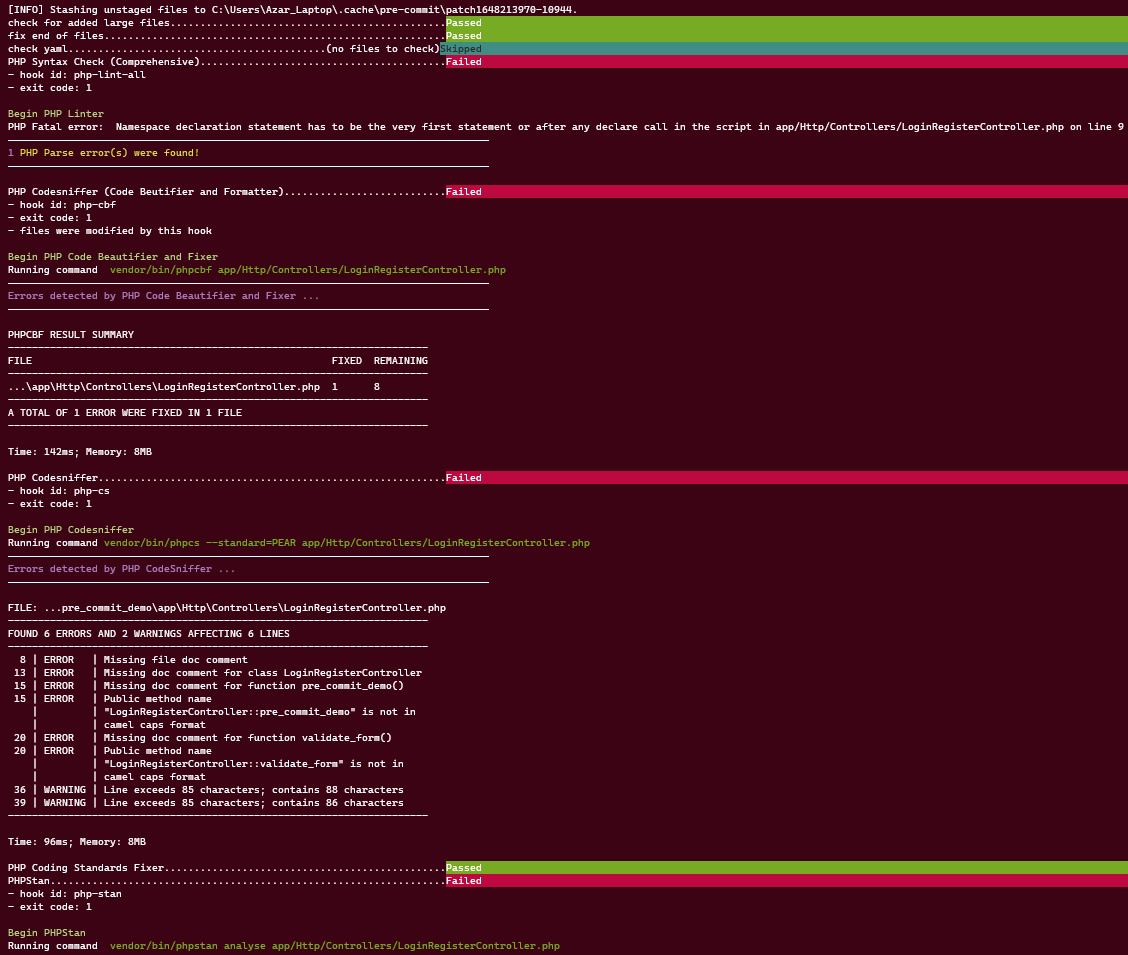 [INFO] Stashing unstaged files to C:\Users\Azar_Laptop\.cache\pre-commit\patch1648213970-10944.
check for added large files..............................................Passed
fix end of files.........................................................Passed
check yaml...........................................(no files to check)Skipped
PHP Syntax Check (Comprehensive).........................................Failed
- hook id: php-lint-all
- exit code: 1
Begin PHP Linter
PHP Fatal error:  Namespace declaration statement has to be the very first statement or after any declare call in the script in app/Http/Controllers/LoginRegisterController.php on line 9
1 PHP Parse error(s) were found!
PHP Codesniffer (Code Beutifier and Formatter)...........................Failed
- hook id: php-cbf
- exit code: 1
- files were modified by this hook
Begin PHP Code Beautifier and Fixer
Running command  vendor/bin/phpcbf app/Http/Controllers/LoginRegisterController.php
Errors detected by PHP Code Beautifier and Fixer ...
PHPCBF RESULT SUMMARY
----------------------------------------------------------------------
FILE                                                  FIXED  REMAINING
----------------------------------------------------------------------
...\app\Http\Controllers\LoginRegisterController.php  1      8
----------------------------------------------------------------------
A TOTAL OF 1 ERROR WERE FIXED IN 1 FILE
----------------------------------------------------------------------
Time: 142ms; Memory: 8MB
PHP Codesniffer..........................................................Failed
- hook id: php-cs
- exit code: 1
Begin PHP Codesniffer
Running command vendor/bin/phpcs --standard=PEAR app/Http/Controllers/LoginRegisterController.php
Errors detected by PHP CodeSniffer ...
FILE: ...pre_commit_demo\app\Http\Controllers\LoginRegisterController.php
----------------------------------------------------------------------
FOUND 6 ERRORS AND 2 WARNINGS AFFECTING 6 LINES
----------------------------------------------------------------------
  8 | ERROR   | Missing file doc comment
 13 | ERROR   | Missing doc comment for class LoginRegisterController
 15 | ERROR   | Missing doc comment for function pre_commit_demo()
 15 | ERROR   | Public method name
    |         | "LoginRegisterController::pre_commit_demo" is not in
    |         | camel caps format
 20 | ERROR   | Missing doc comment for function validate_form()
 20 | ERROR   | Public method name
    |         | "LoginRegisterController::validate_form" is not in
    |         | camel caps format
 36 | WARNING | Line exceeds 85 characters; contains 88 characters
 39 | WARNING | Line exceeds 85 characters; contains 86 characters
----------------------------------------------------------------------
Time: 96ms; Memory: 8MB
PHP Coding Standards Fixer...............................................Passed
PHPStan..................................................................Failed
- hook id: php-stan
- exit code: 1
Begin PHPStan
Running command  vendor/bin/phpstan analyse app/Http/Controllers/LoginRegisterController.php